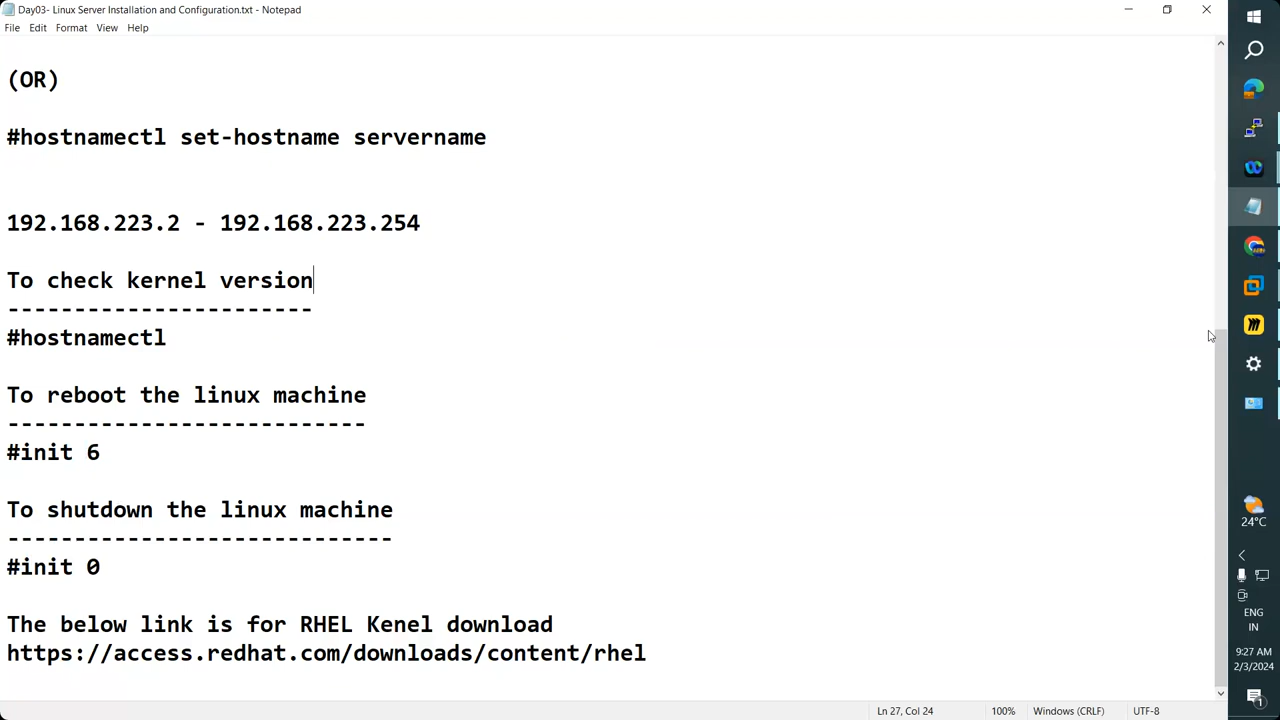 Day03- Linux Server Installation and Configuration.txt - Notepad
File Edit Format View Help
(OR)
#hostnamectl set-hostname servername
192.168.223.2 - 192.168.223.254
To check kernel version
-----------------------
#hostnamectl
To reboot the linux machine
---------------------------
#init 6
To shutdown the linux machine
-----------------------------
#init 0
The below link is for RHEL Kenel download
https://access.redhat.com/downloads/content/rhel
Ln 27, Col 24 100% Windows (CRLF) UTF-8
24°C
ENG
IN
9:27 AM
2/3/2024
1